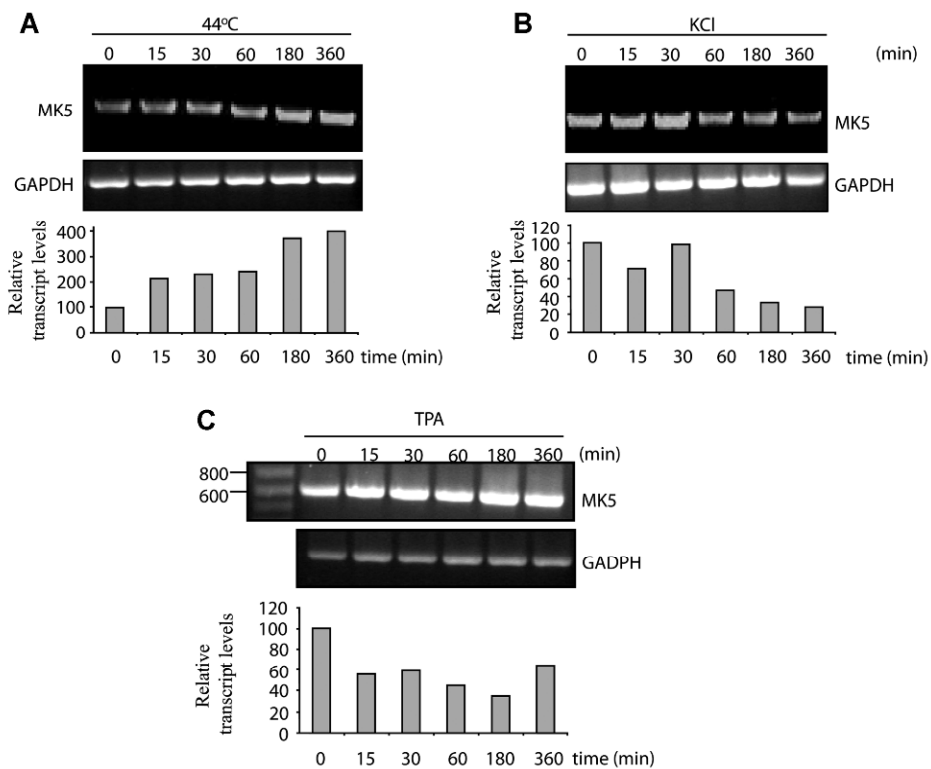 A
44ºC
0 15 30 60 180 360
MK5
GAPDH
Relative
transcript levels
400
300
200
100
0
0 15 30 60 180 360 time (min)
B
KCl
0 15 30 60 180 360 (min)
MK5
GAPDH
Relative
transcript levels
120
100
80
60
40
20
0
0 15 30 60 180 360 time (min)
C
TPA
0 15 30 60 180 360 (min)
800
600
MK5
GADPH
Relative
transcript levels
120
100
80
60
40
20
0
0 15 30 60 180 360 time (min)